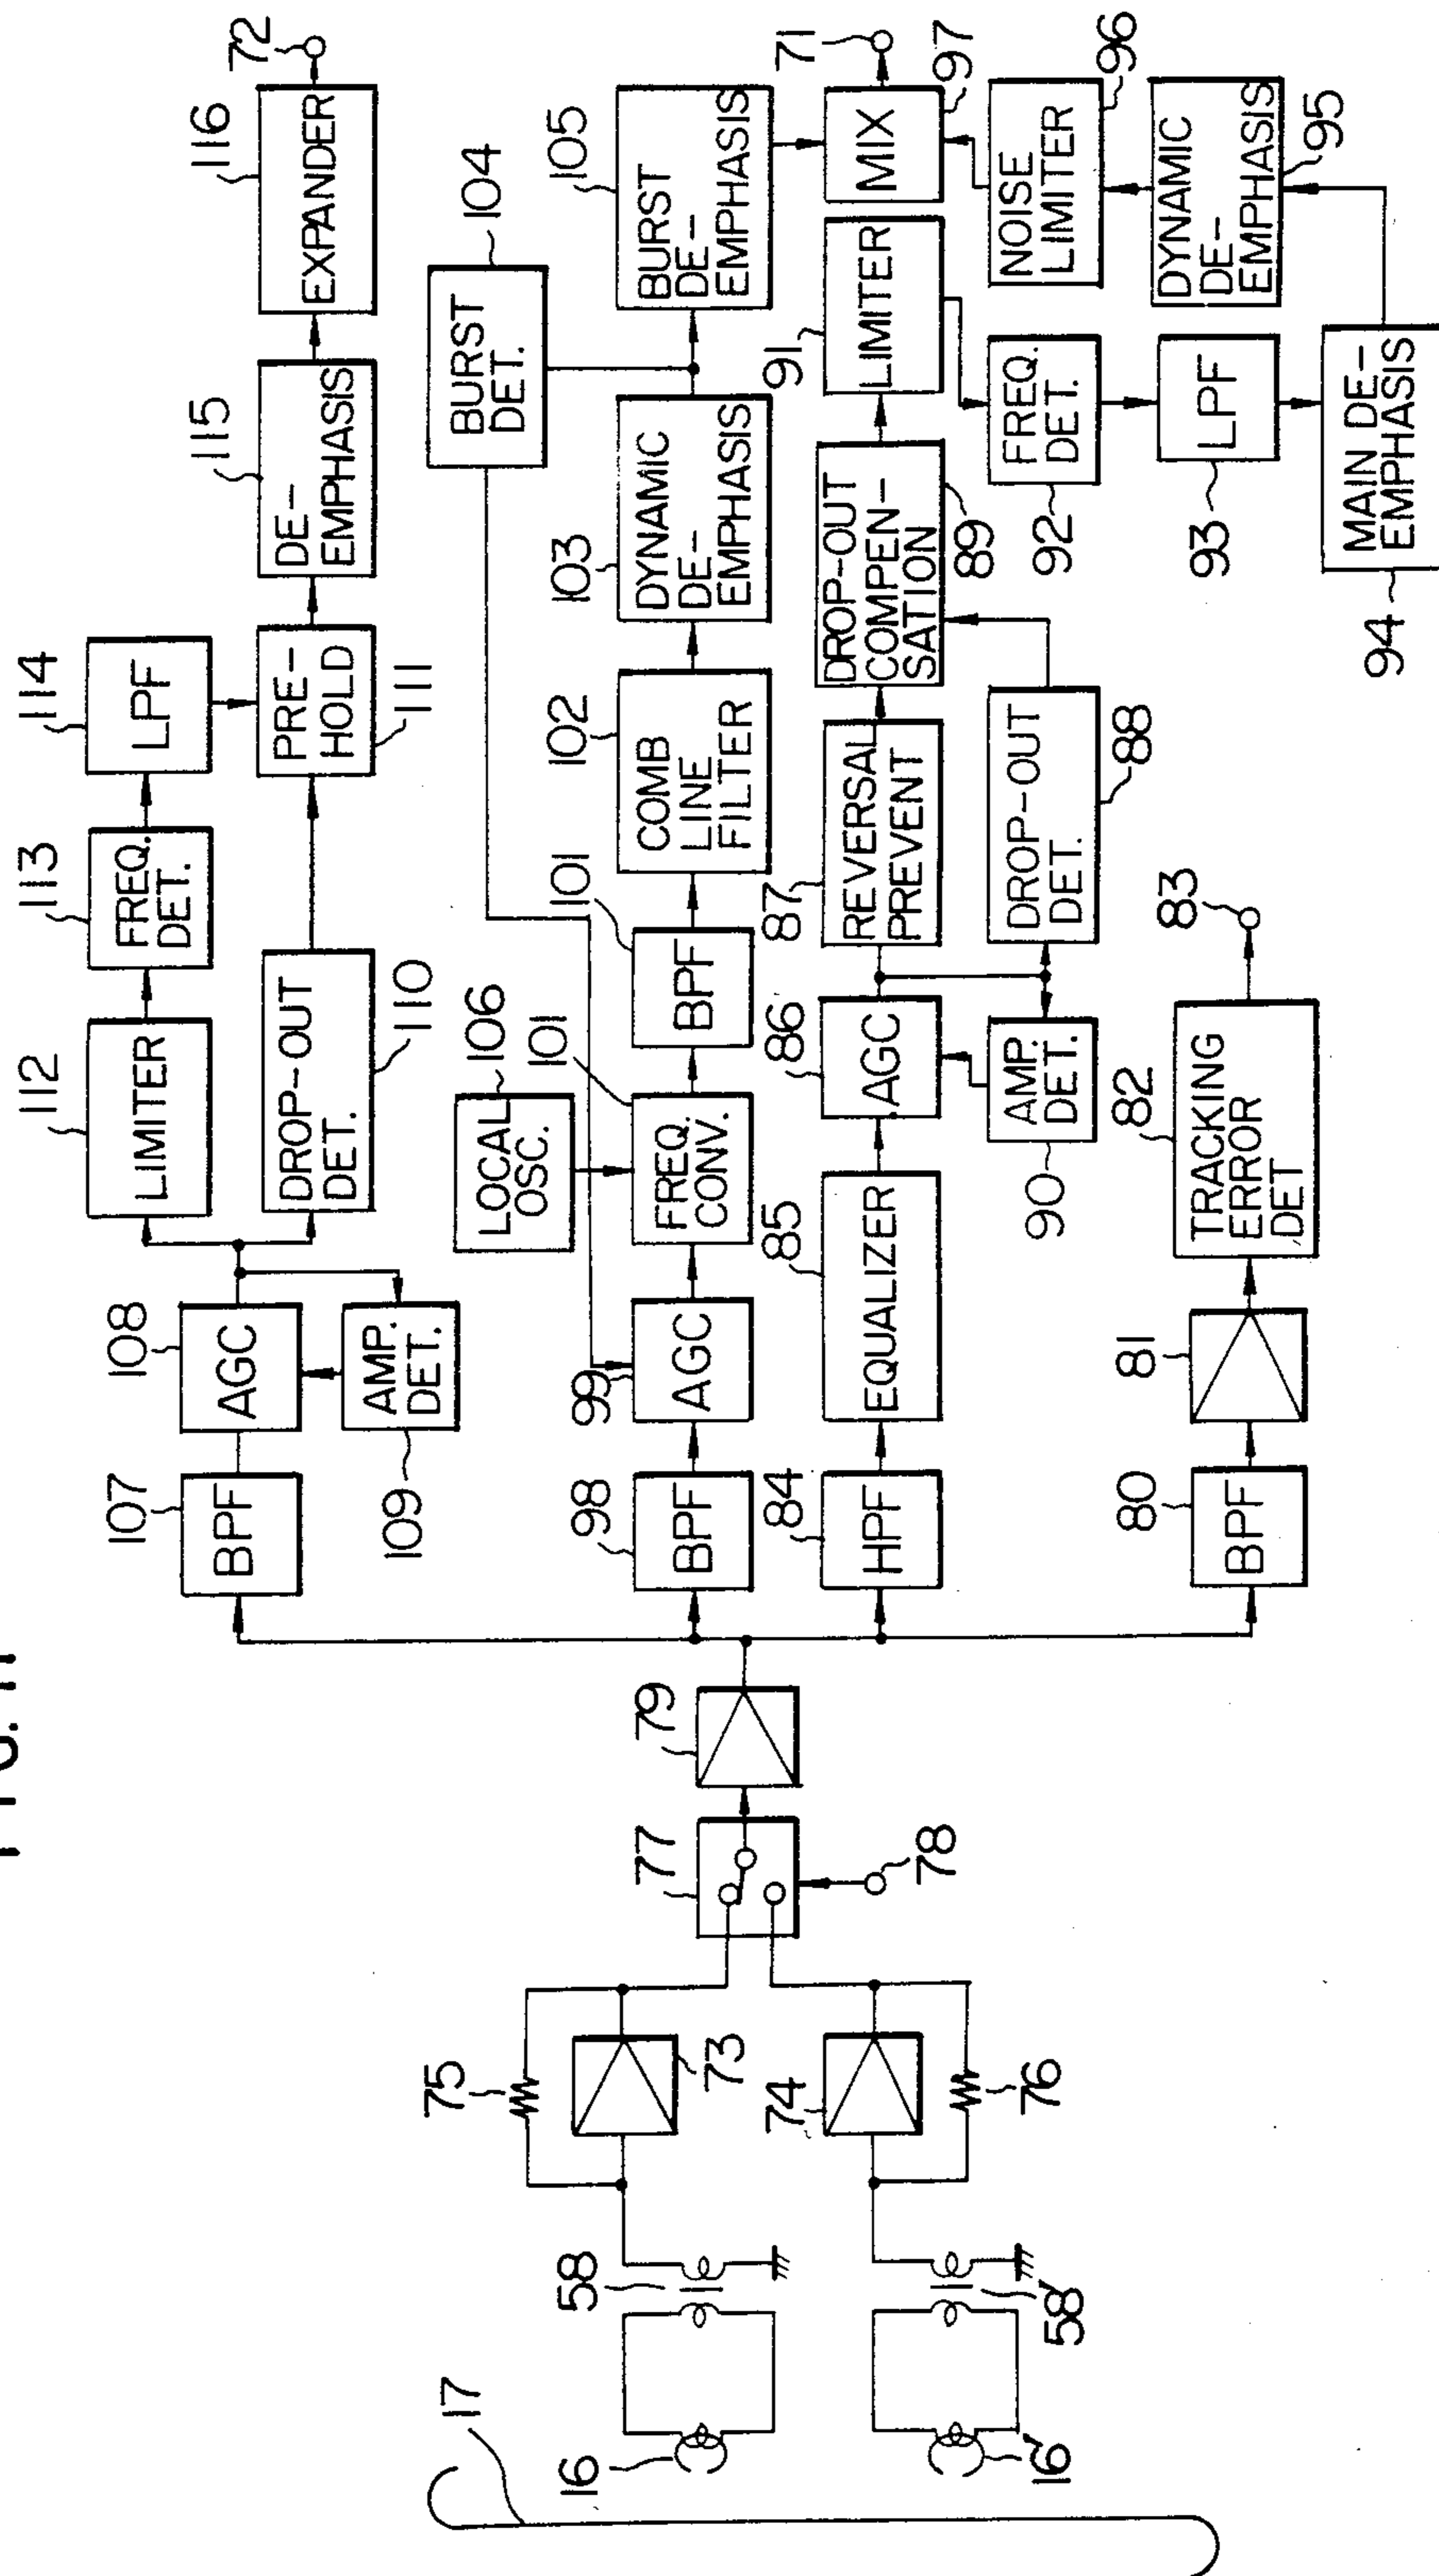 FIG. 11
72
116
EXPANDER
115
DE-
EMPHASIS
114
LPF
PRE-
HOLD
111
113
FREQ.
DET.
112
LIMITER
DROP-OUT
DET.
110
108
AGC
AMP.
DET.
109
107
BPF
104
BURST
DET.
105
BURST
DE-
EMPHASIS
103
DYNAMIC
DE-
EMPHASIS
102
COMB
LINE
FILTER
101
BPF
106
LOCAL
OSC.
101
FREQ.
CONV.
99
AGC
98
BPF
71
MIX
97
NOISE
LIMITER
96
DYNAMIC
DE-
EMPHASIS
95
91
LIMITER
FREQ.
DET.
92
LPF
93
MAIN DE-
EMPHASIS
94
DROP-OUT
COMPEN-
SATION
89
87
REVERSAL
PREVENT
DROP-OUT
DET.
88
86
AGC
AMP.
DET.
90
85
EQUALIZER
84
HPF
83
82
TRACKING
ERROR
DET
81
80
BPF
79
77
78
75
73
74
76
58
58'
16
16'
17